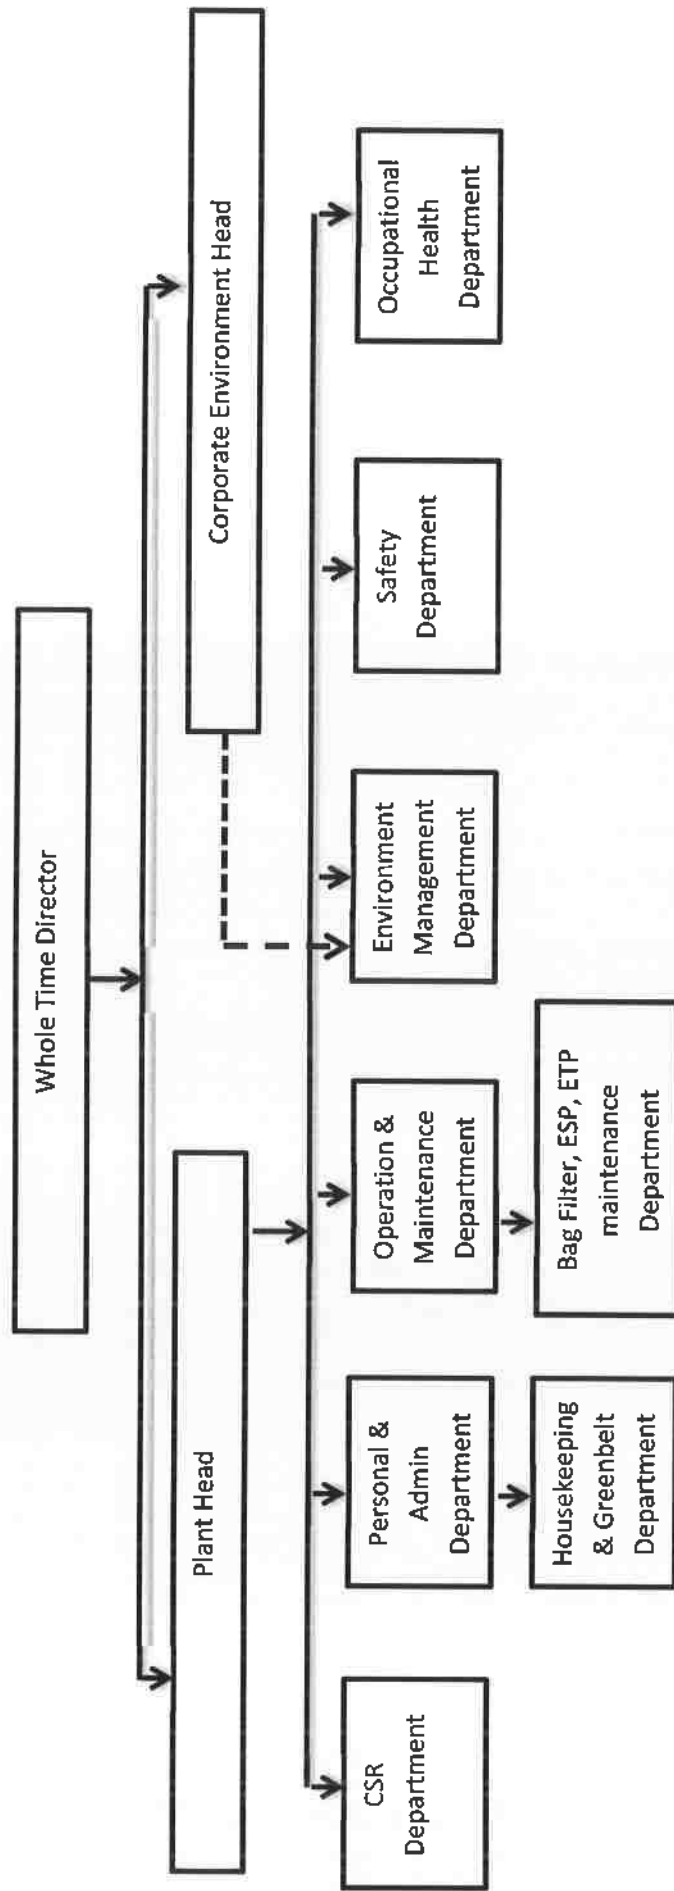 Whole Time Director
Plant Head
Corporate Environment Head
CSR
Department
Personal &
Admin
Department
Operation &
Maintenance
Department
Environment
Management
Department
Safety
Department
Occupational
Health
Department
Housekeeping
& Greenbelt
Department
Bag Filter, ESP, ETP
maintenance
Department